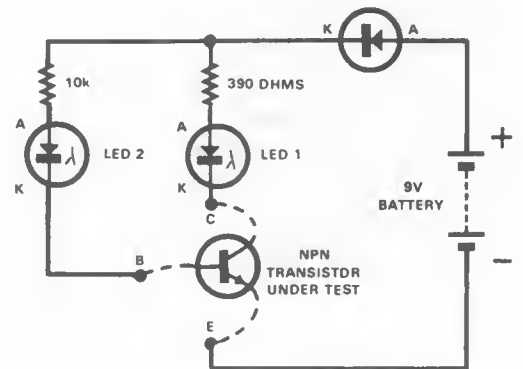 K
A
10k
390 DHMS
+
A
A
λ
LED 2
λ
LED 1
K
K
C
9V
BATTERY
B
NPN
TRANSISTDR
UNDER TEST
−
E